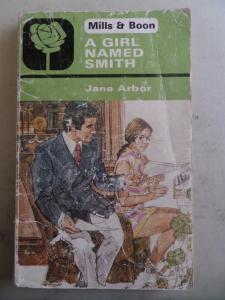 Mills & Boon
A GIRL
NAMED
SMITH
Jane Arbor